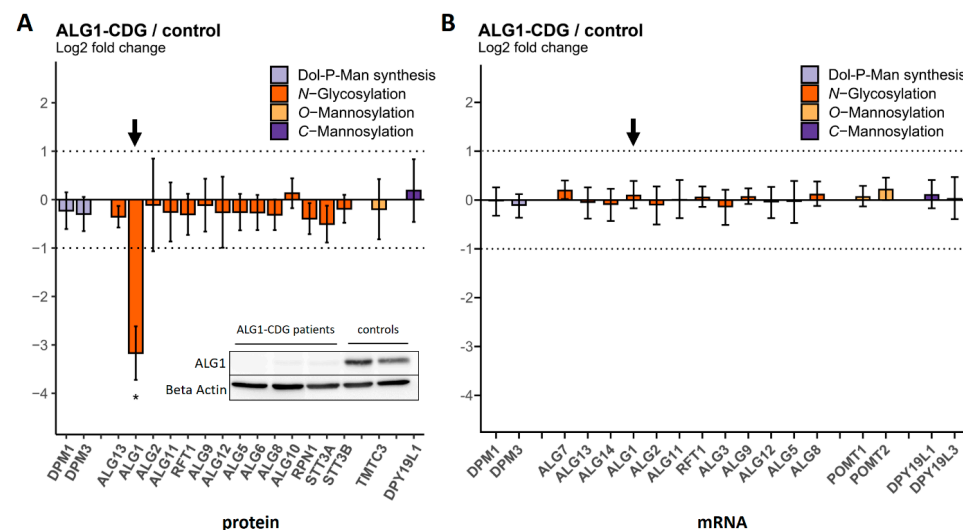 A
ALG1-CDG / control
Log2 fold change
Dol-P-Man synthesis
N-Glycosylation
O-Mannosylation
C-Mannosylation
2
1
0
−1
−2
−3
−4
*
ALG1-CDG patients controls
ALG1
Beta Actin
DPM1
DPM3
ALG13
ALG1
ALG2
ALG11
RFT1
ALG9
ALG12
ALG5
ALG6
ALG8
ALG10
RPN1
STT3A
STT3B
TMTC3
DPY19L1
protein
B
ALG1-CDG / control
Log2 fold change
Dol-P-Man synthesis
N-Glycosylation
O-Mannosylation
C-Mannosylation
2
1
0
-1
-2
-3
-4
DPM1
DPM3
ALG7
ALG13
ALG14
ALG1
ALG2
ALG11
RFT1
ALG3
ALG9
ALG12
ALG5
ALG8
POMT1
POMT2
DPY19L1
DPY19L3
mRNA